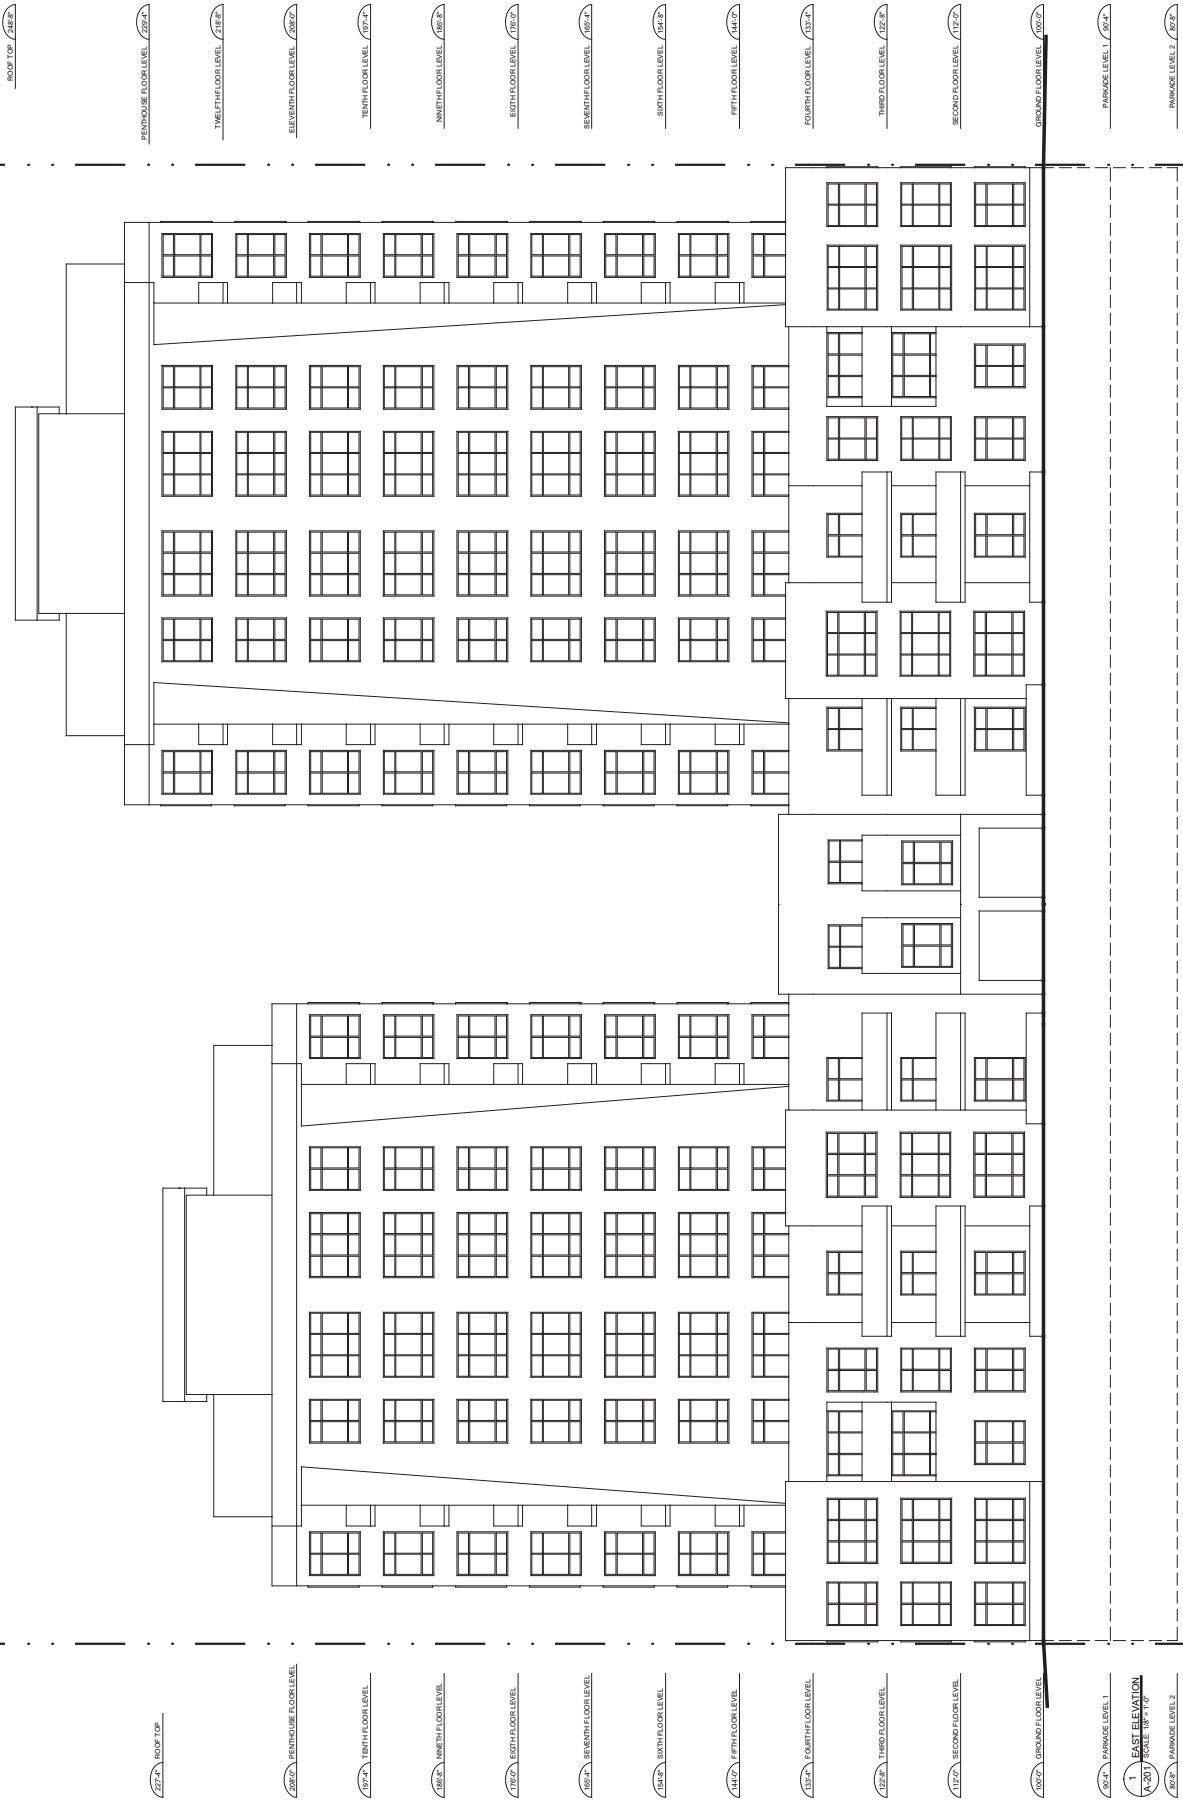 227'-4" ROOF TOP
208'-0" PENTHOUSE FLOOR LEVEL
197'-4" TENTH FLOOR LEVEL
186'-8" NINETH FLOOR LEVEL
176'-0" EIGTH FLOOR LEVEL
165'-4" SEVENTH FLOOR LEVEL
154'-8" SIXTH FLOOR LEVEL
144'-0" FIFTH FLOOR LEVEL
133'-4" FOURTH FLOOR LEVEL
122'-8" THIRD FLOOR LEVEL
112'-0" SECOND FLOOR LEVEL
100'-0" GROUND FLOOR LEVEL
90'-4" PARKADE LEVEL 1
80'-8" PARKADE LEVEL 2
ROOF TOP 248'-8"
PENTHOUSE FLOOR LEVEL 229'-4"
TWELFTH FLOOR LEVEL 218'-8"
ELEVENTH FLOOR LEVEL 208'-0"
TENTH FLOOR LEVEL 197'-4"
NINETH FLOOR LEVEL 186'-8"
EIGTH FLOOR LEVEL 176'-0"
SEVENTH FLOOR LEVEL 165'-4"
SIXTH FLOOR LEVEL 154'-8"
FIFTH FLOOR LEVEL 144'-0"
FOURTH FLOOR LEVEL 133'-4"
THIRD FLOOR LEVEL 122'-8"
SECOND FLOOR LEVEL 112'-0"
GROUND FLOOR LEVEL 100'-0"
PARKADE LEVEL 1 90'-4"
PARKADE LEVEL 2 80'-8"
1 EAST ELEVATION
A-201 SCALE: 1/8" = 1'-0"